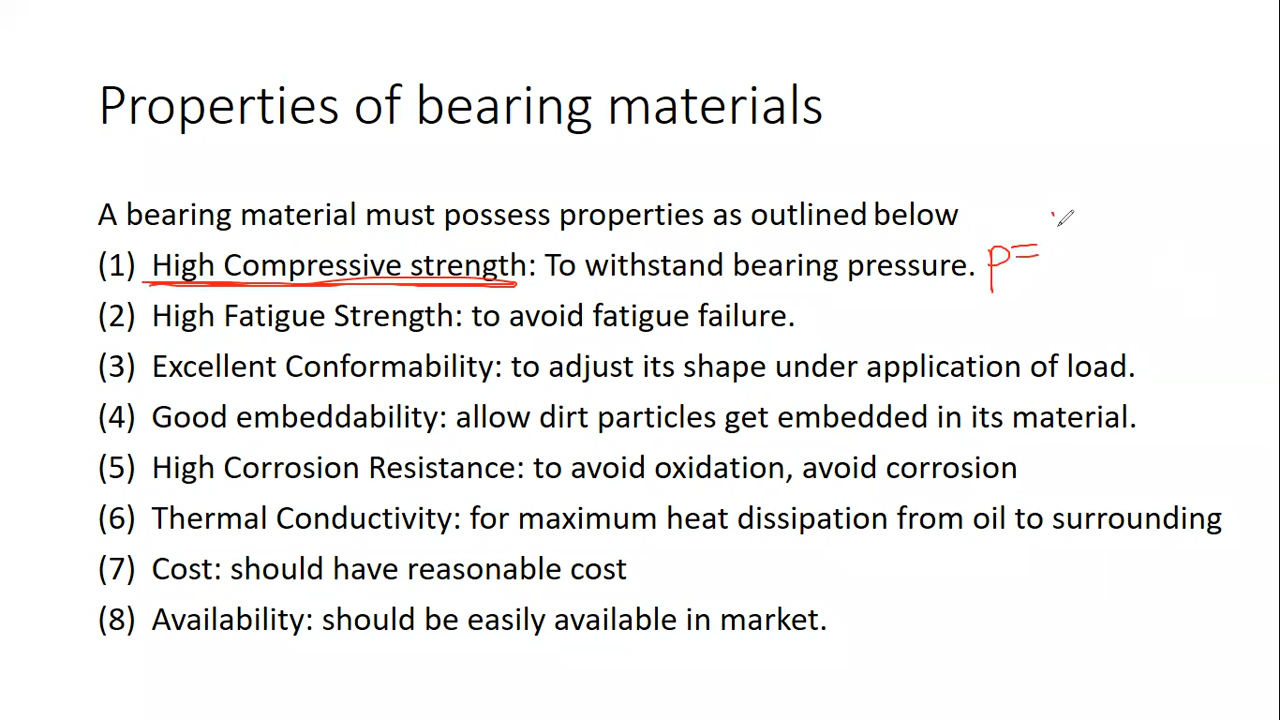 Properties of bearing materials
A bearing material must possess properties as outlined below
(1) High Compressive strength: To withstand bearing pressure. P=
(2) High Fatigue Strength: to avoid fatigue failure.
(3) Excellent Conformability: to adjust its shape under application of load.
(4) Good embeddability: allow dirt particles get embedded in its material.
(5) High Corrosion Resistance: to avoid oxidation, avoid corrosion
(6) Thermal Conductivity: for maximum heat dissipation from oil to surrounding
(7) Cost: should have reasonable cost
(8) Availability: should be easily available in market.